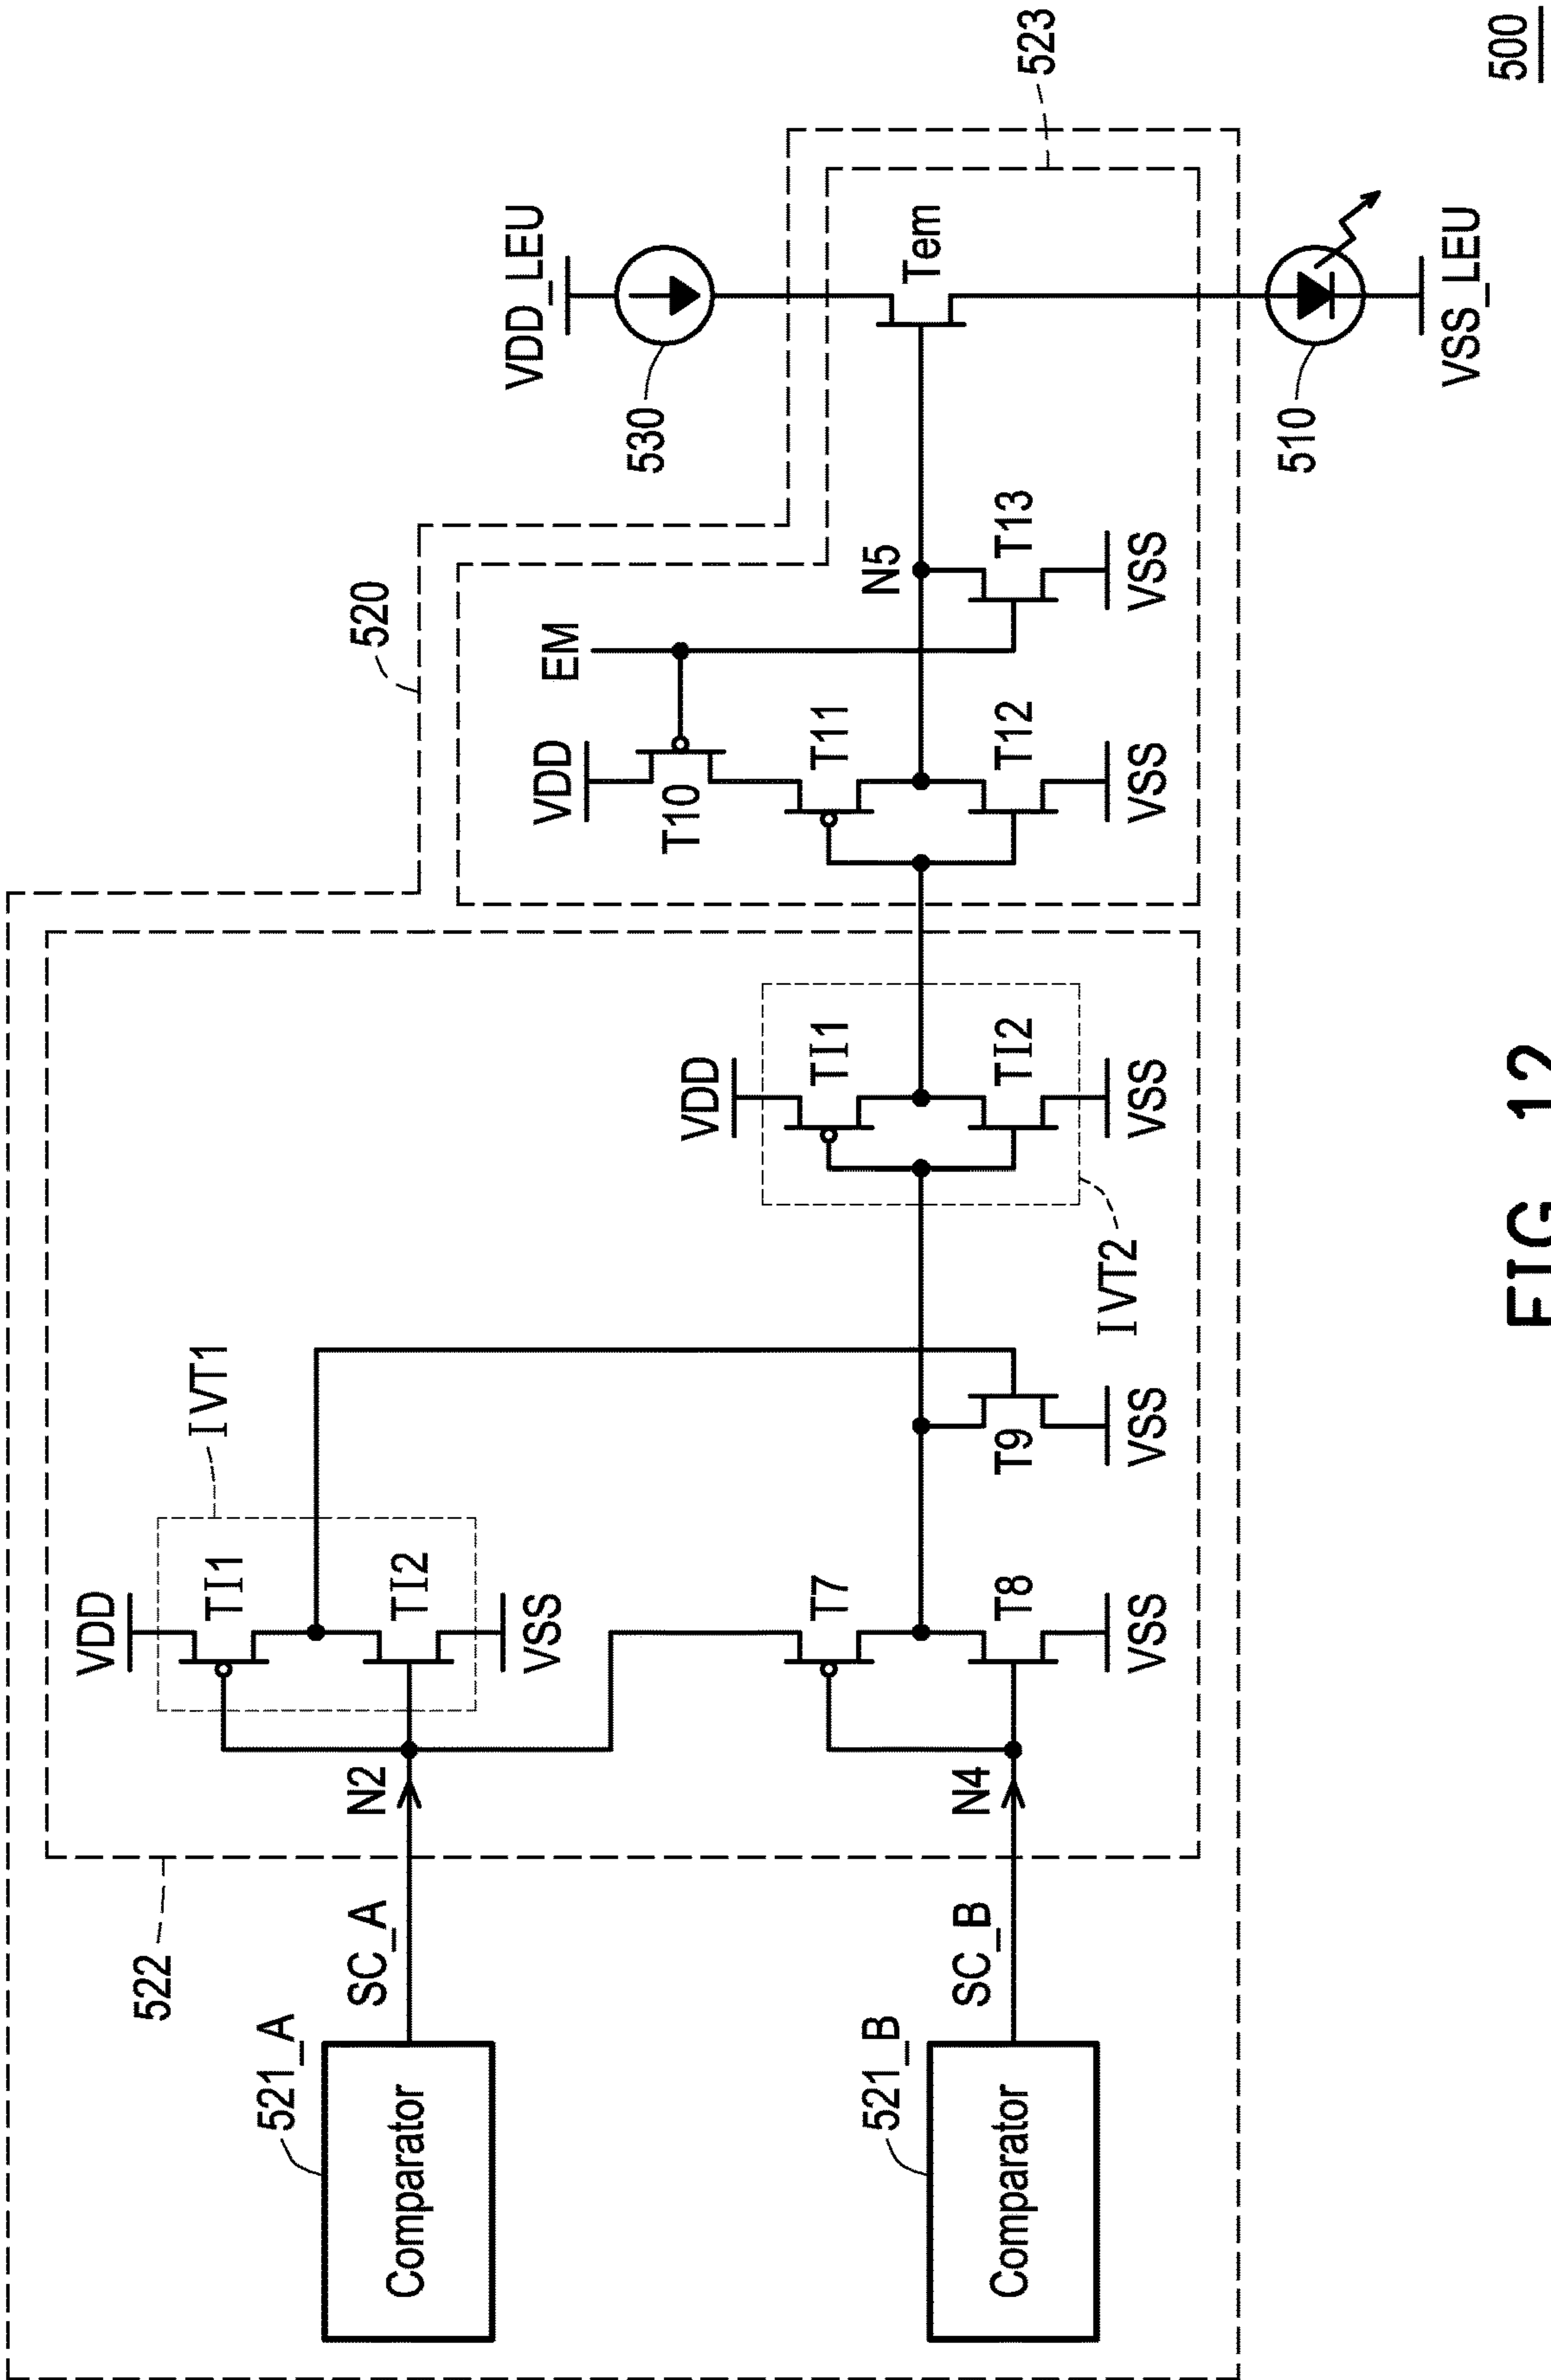 520
523
VDD_LEU
530
EM
VDD
T10
T11
N5
Tem
T12
T13
VSS
VSS
510
VSS_LEU
522
VDD
IVT1
TI1
TI2
VSS
VDD
TI1
TI2
VSS
IVT2
521_A
Comparator
SC_A
N2
T7
T8
VSS
T9
VSS
521_B
Comparator
SC_B
N4
500
FIG. 12